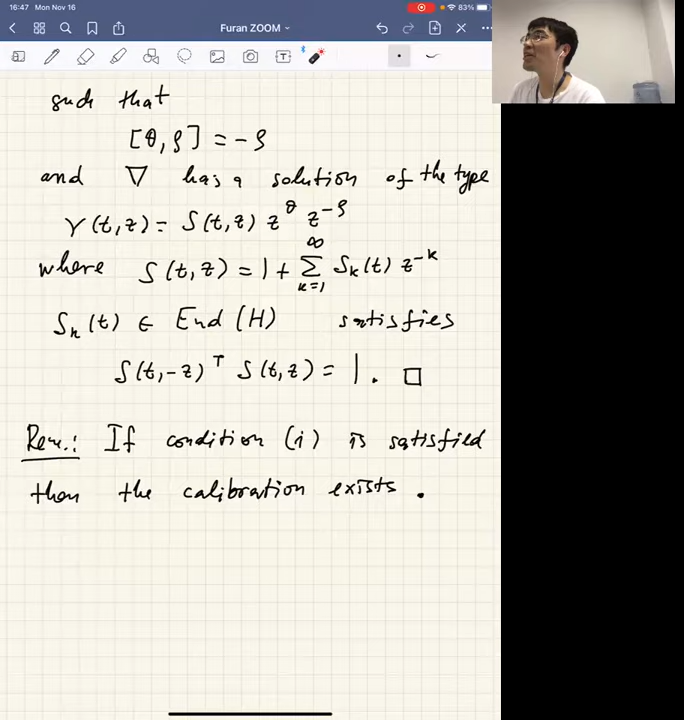 16:47 Mon Nov 16
83%
Furan ZOOM
such that
[θ, ρ] = -ρ
and ∇ has a solution of the type
Y(t,z) = S(t,z) z^θ z^{-ρ}
where S(t,z) = 1 + ∑_{k=1}^{∞} S_k(t) z^{-k}
S_k(t) ∈ End (H) satisfies
S(t,-z)^T S(t,z) = 1. □
Rem.: If condition (i) is satisfied
then the calibration exists.